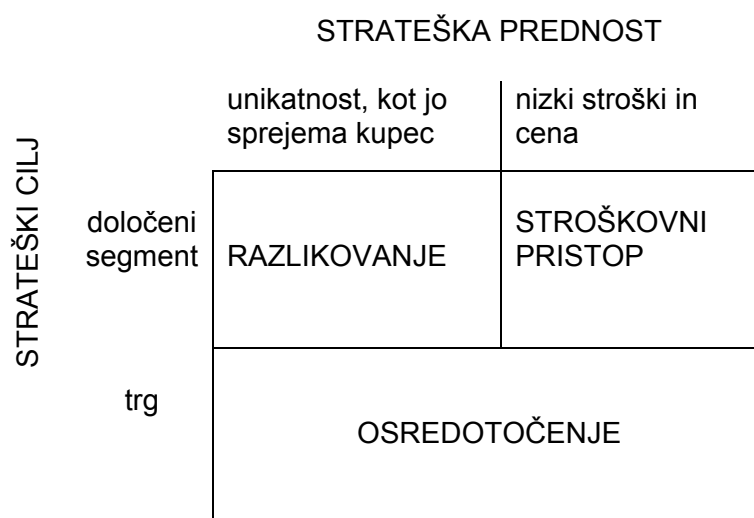 STRATEŠKA PREDNOST
unikatnost, kot jo
sprejema kupec
nizki stroški in
cena
STRATEŠKI CILJ
določeni
segment
RAZLIKOVANJE
STROŠKOVNI
PRISTOP
trg
OSREDOTOČENJE